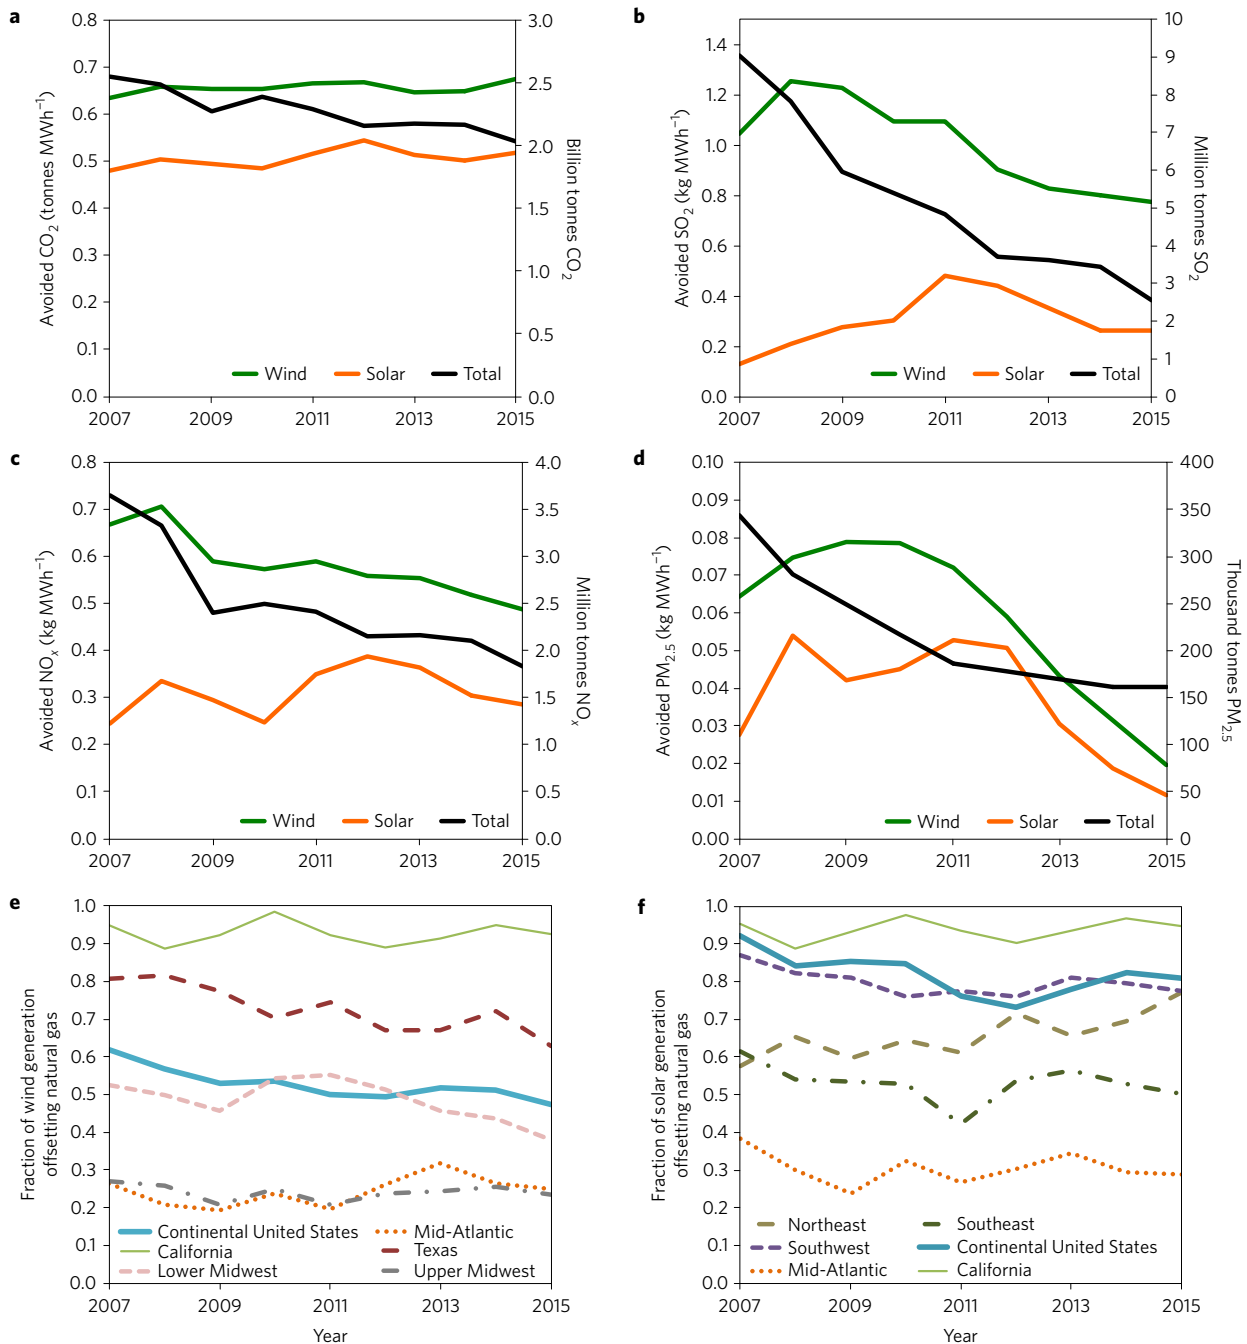 a
0.8
0.7
0.6
0.5
0.4
0.3
0.2
0.1
0.0
Avoided CO2 (tonnes MWh−1)
3.0
2.5
2.0
1.5
1.0
0.5
0.0
Billion tonnes CO2
Wind Solar Total
2007 2009 2011 2013 2015
b
1.4
1.2
1.0
0.8
0.6
0.4
0.2
0.0
Avoided SO2 (kg MWh−1)
10
9
8
7
6
5
4
3
2
1
0
Million tonnes SO2
Wind Solar Total
2007 2009 2011 2013 2015
c
0.8
0.7
0.6
0.5
0.4
0.3
0.2
0.1
0.0
Avoided NOx (kg MWh−1)
4.0
3.5
3.0
2.5
2.0
1.5
1.0
0.5
0.0
Million tonnes NOx
Wind Solar Total
2007 2009 2011 2013 2015
d
0.10
0.09
0.08
0.07
0.06
0.05
0.04
0.03
0.02
0.01
0.00
Avoided PM2.5 (kg MWh−1)
400
350
300
250
200
150
100
50
0
Thousand tonnes PM2.5
Wind Solar Total
2007 2009 2011 2013 2015
e
1.0
0.9
0.8
0.7
0.6
0.5
0.4
0.3
0.2
0.1
0.0
Fraction of wind generation
offsetting natural gas
Continental United States Mid-Atlantic
California Texas
Lower Midwest Upper Midwest
2007 2009 2011 2013 2015
Year
f
1.0
0.9
0.8
0.7
0.6
0.5
0.4
0.3
0.2
0.1
0.0
Fraction of solar generation
offsetting natural gas
Northeast Southeast
Southwest Continental United States
Mid-Atlantic California
2007 2009 2011 2013 2015
Year